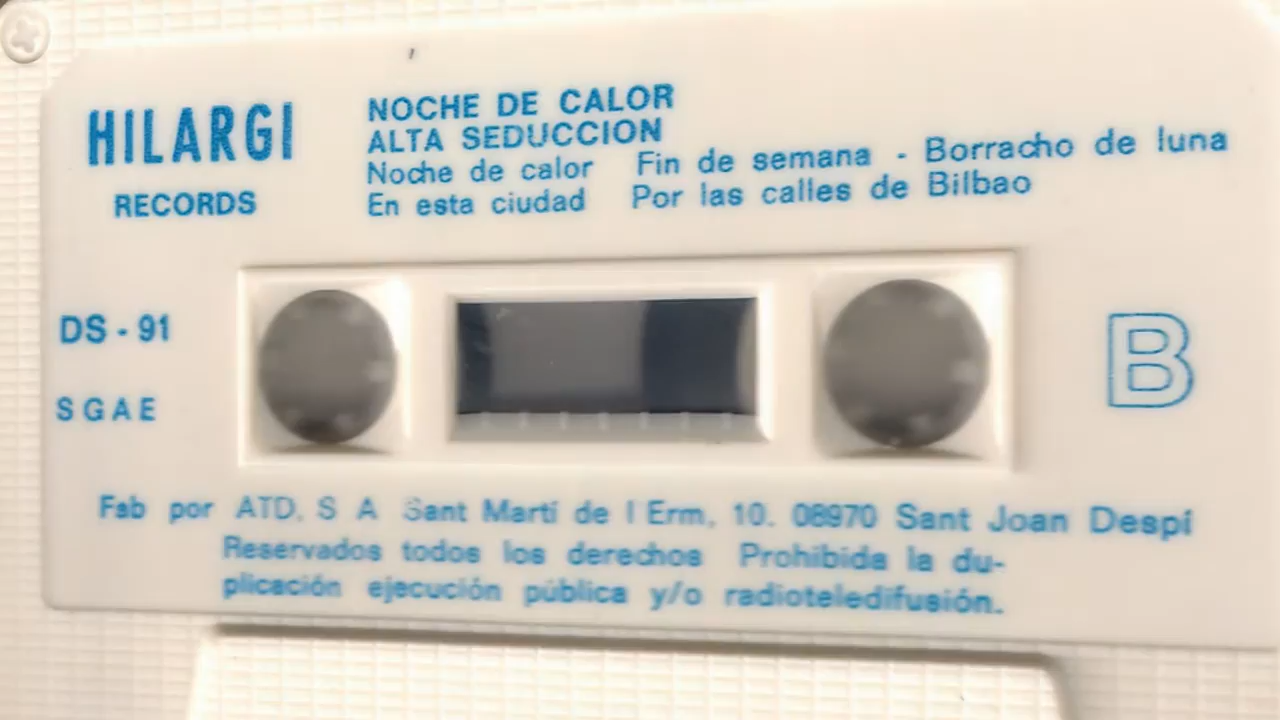 HILARGI
RECORDS
NOCHE DE CALOR
ALTA SEDUCCION
Noche de calor Fin de semana - Borracho de luna
En esta ciudad Por las calles de Bilbao
DS - 91
SGAE
B
Fab por ATD. S A Sant Martí de l Erm, 10. 08970 Sant Joan Despí
Reservados todos los derechos Prohibida la du-
plicación ejecución pública y/o radioteledifusión.